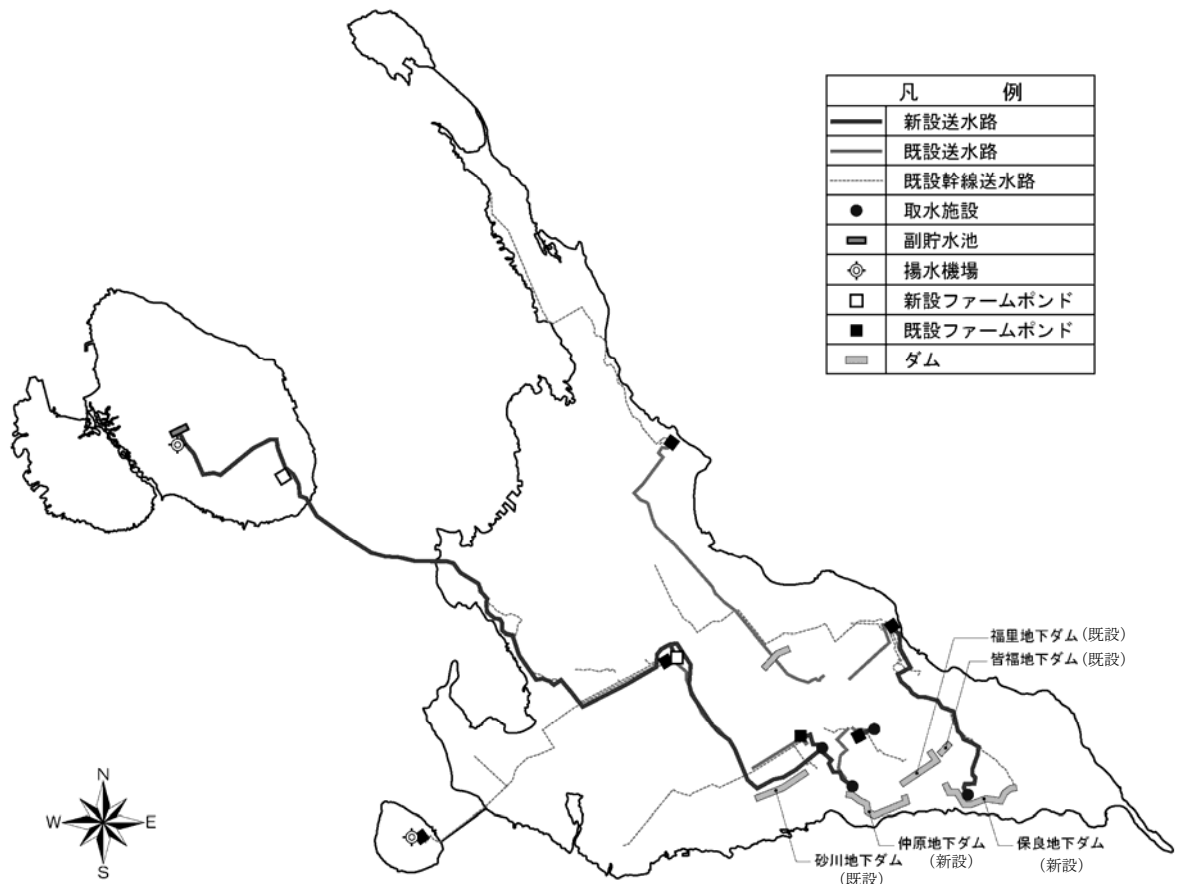 凡 例
新設送水路
既設送水路
既設幹線送水路
取水施設
副貯水池
揚水機場
新設ファームポンド
既設ファームポンド
ダム
福里地下ダム(既設)
皆福地下ダム(既設)
N
W E
S
砂川地下ダム
(既設)
仲原地下ダム
(新設)
保良地下ダム
(新設)